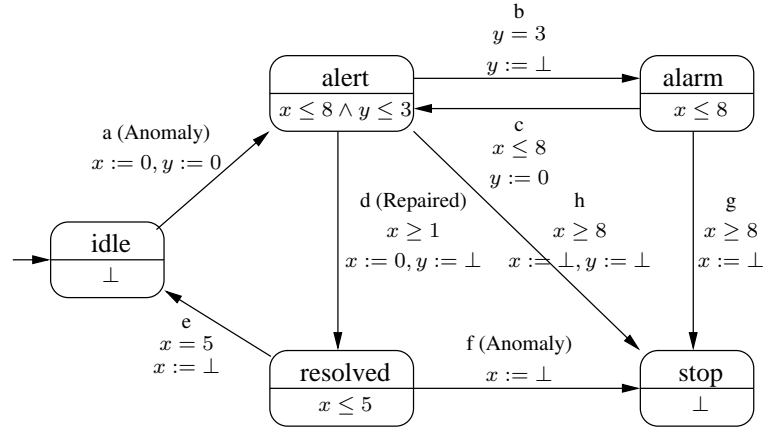 b
y = 3
y := ⊥
alert
x ≤ 8 ∧ y ≤ 3
alarm
x ≤ 8
a (Anomaly)
x := 0, y := 0
c
x ≤ 8
y := 0
d (Repaired)
x ≥ 1
x := 0, y := ⊥
h
x ≥ 8
x := ⊥, y := ⊥
g
x ≥ 8
x := ⊥
idle
⊥
e
x = 5
x := ⊥
f (Anomaly)
x := ⊥
resolved
x ≤ 5
stop
⊥